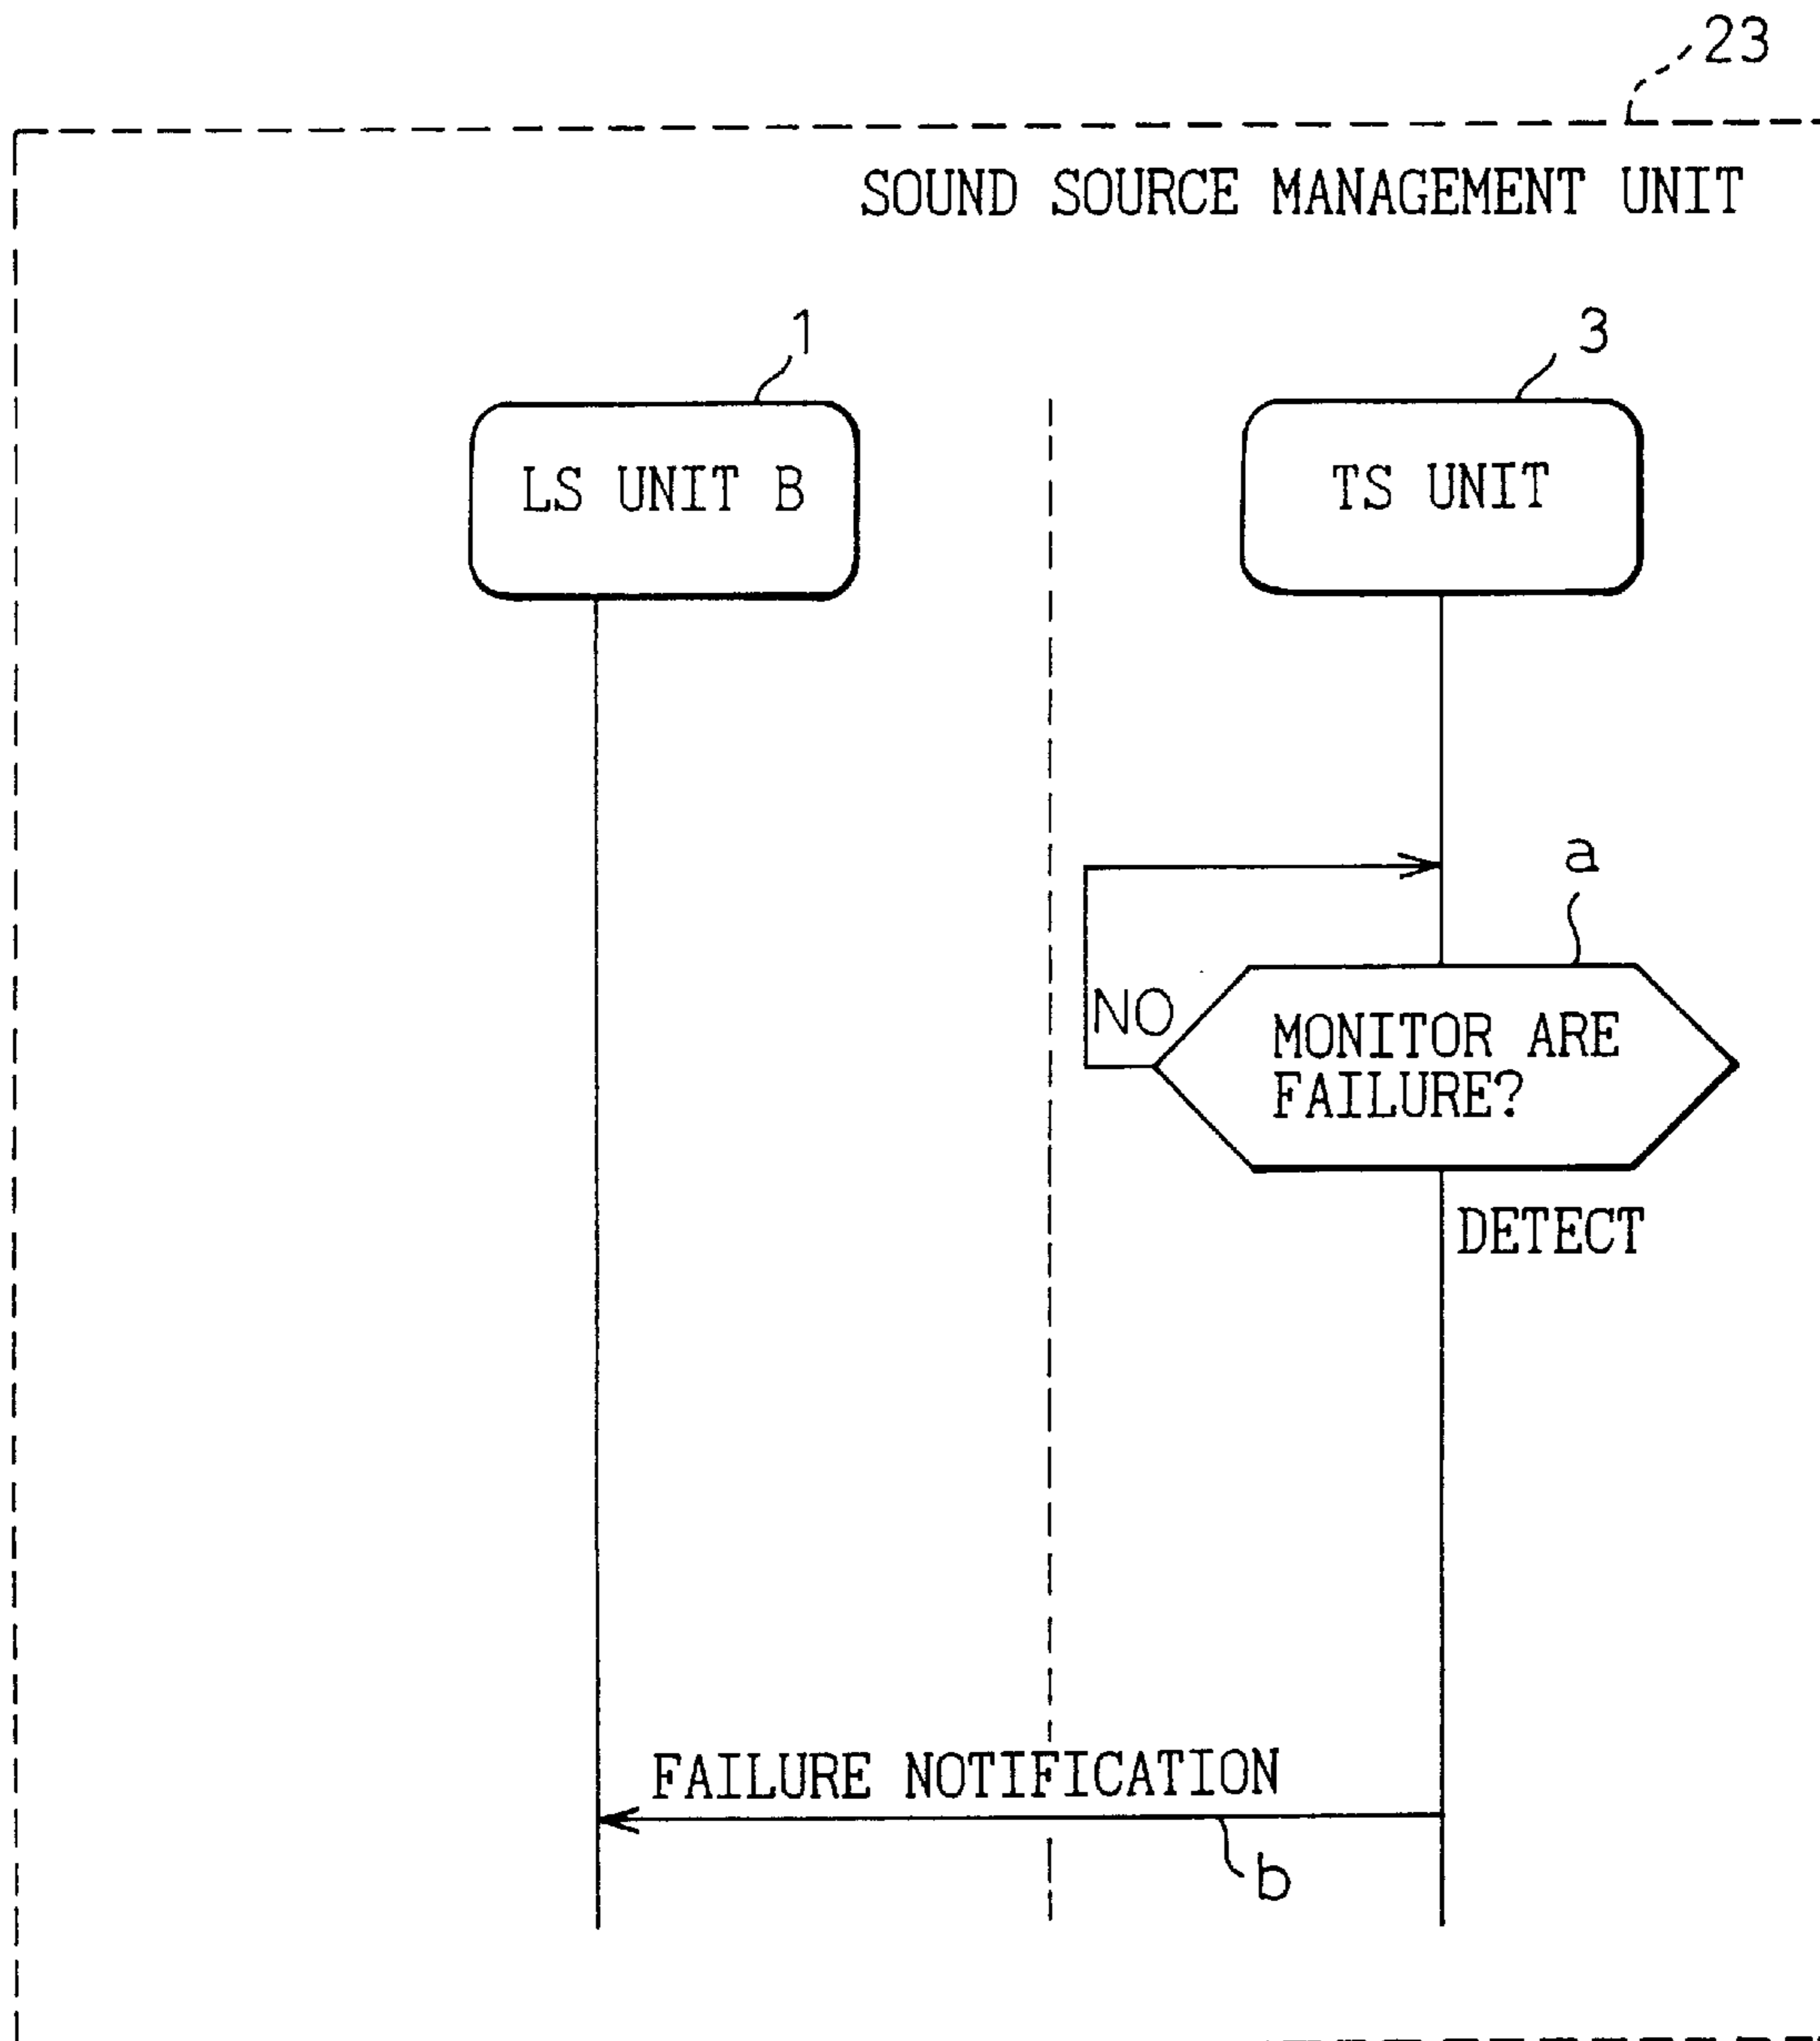 23
SOUND SOURCE MANAGEMENT UNIT
1
3
LS UNIT B
TS UNIT
a
NO
MONITOR ARE
FAILURE?
DETECT
FAILURE NOTIFICATION
b